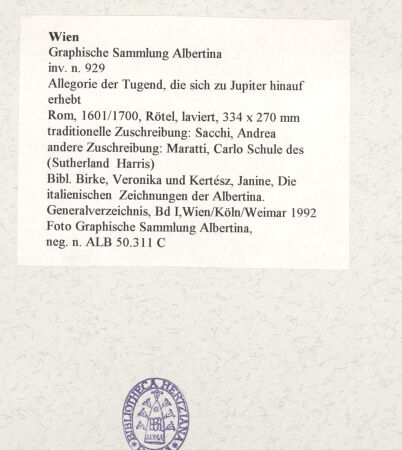 Wien
Graphische Sammlung Albertina
inv. n. 929
Allegorie der Tugend, die sich zu Jupiter hinauf
erhebt
Rom, 1601/1700, Rötel, laviert, 334 x 270 mm
traditionelle Zuschreibung: Sacchi, Andrea
andere Zuschreibung: Maratti, Carlo Schule des
(Sutherland Harris)
Bibl. Birke, Veronika und Kertész, Janine, Die
italienischen Zeichnungen der Albertina.
Generalverzeichnis, Bd I,Wien/Köln/Weimar 1992
Foto Graphische Sammlung Albertina,
neg. n. ALB 50.311 C
BIBLIOTHECA HERTZIANA
ROMA